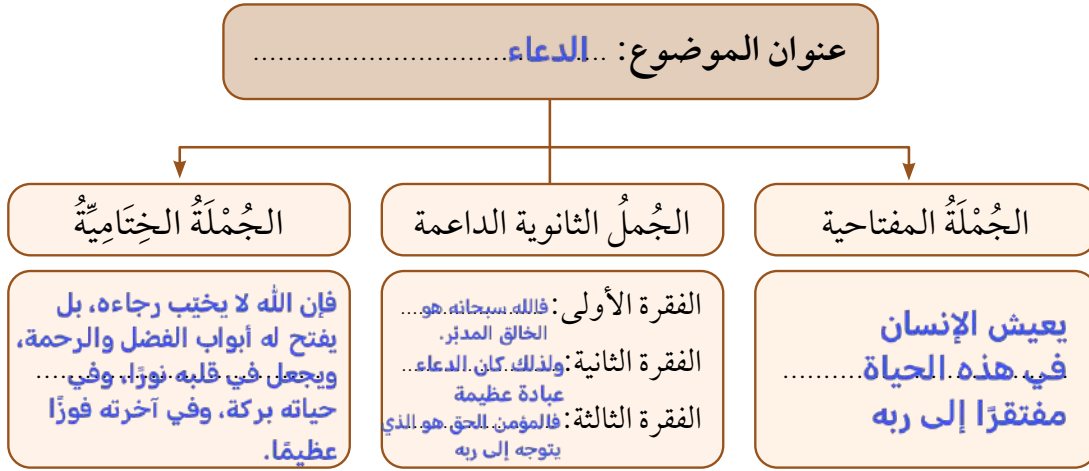 عنوان الموضوع: الدعاء
الجُمْلَةُ المفتاحية
الجُملُ الثانوية الداعمة
الجُمْلَةُ الخِتَامِيِّةُ
يعيش الإنسان
في هذه الحياة
مفتقرًا إلى ربه
الفقرة الأولى: فالله سبحانه هو
الخالق المدبّر.
الفقرة الثانية: ولذلك كان الدعاء
عبادة عظيمة
الفقرة الثالثة: فالمؤمن الحق هو الذي
يتوجه إلى ربه
فإن الله لا يخيّب رجاءه، بل
يفتح له أبواب الفضل والرحمة،
ويجعل في قلبه نورًا، وفي
حياته بركة، وفي آخرته فوزًا
عظيمًا.